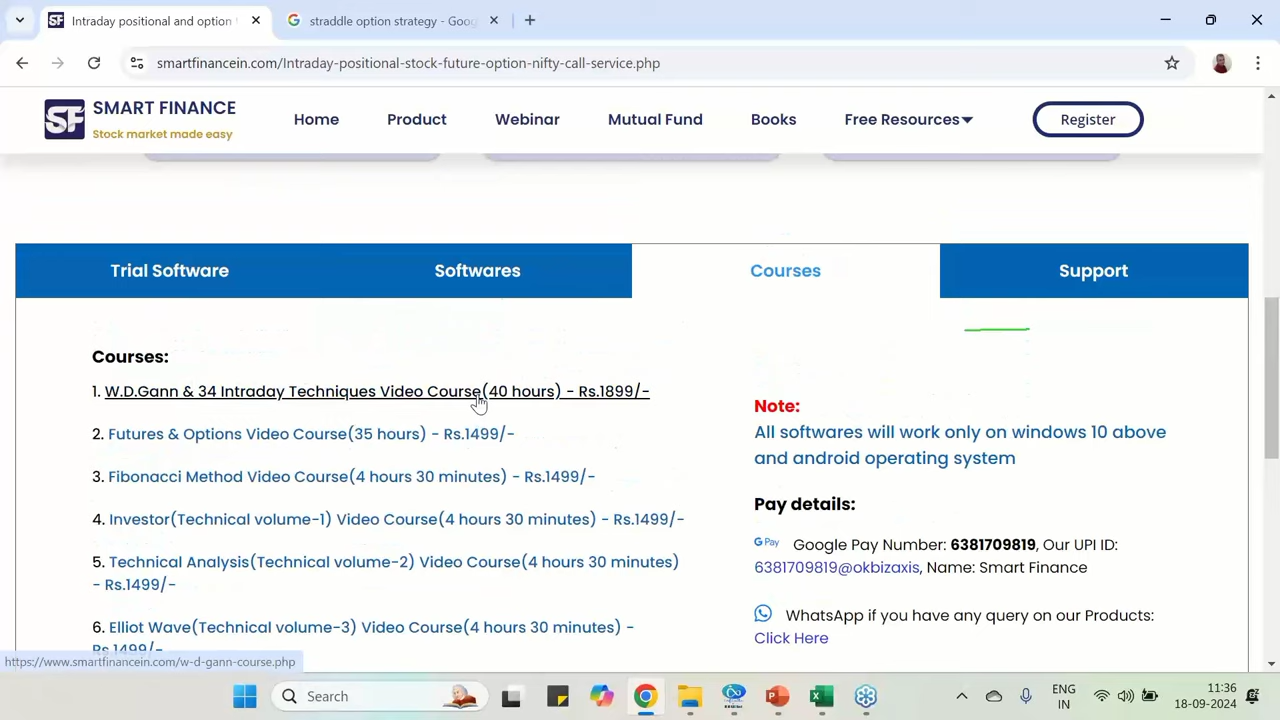 Intraday positional and option
straddle option strategy - Goo
smartfinancein.com/Intraday-positional-stock-future-option-nifty-call-service.php
SF SMART FINANCE
Stock market made easy
Home Product Webinar Mutual Fund Books Free Resources Register
Trial Software Softwares Courses Support
Courses:
1. W.D.Gann & 34 Intraday Techniques Video Course(40 hours) - Rs.1899/-
2. Futures & Options Video Course(35 hours) - Rs.1499/-
3. Fibonacci Method Video Course(4 hours 30 minutes) - Rs.1499/-
4. Investor(Technical volume-1) Video Course(4 hours 30 minutes) - Rs.1499/-
5. Technical Analysis(Technical volume-2) Video Course(4 hours 30 minutes)
- Rs.1499/-
6. Elliot Wave(Technical volume-3) Video Course(4 hours 30 minutes) -
Rs.1499/-
Note:
All softwares will work only on windows 10 above
and android operating system
Pay details:
G Pay Google Pay Number: 6381709819, Our UPI ID:
6381709819@okbizaxis, Name: Smart Finance
WhatsApp if you have any query on our Products:
Click Here
https://www.smartfinancein.com/w-d-gann-course.php
Search
ENG
IN
11:36
18-09-2024